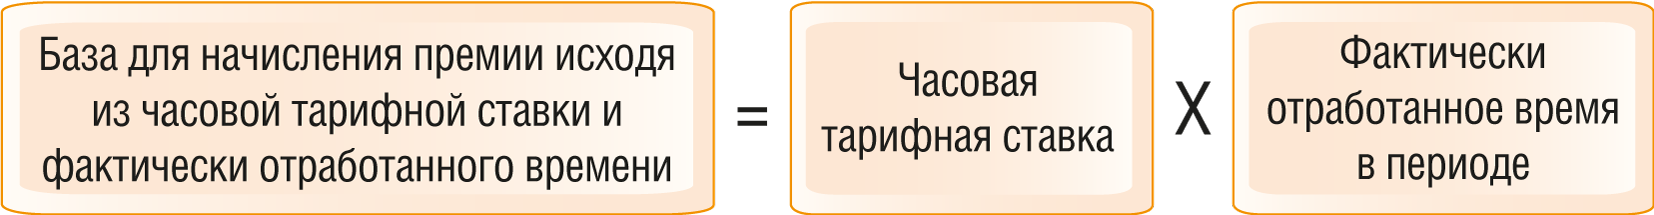 База для начисления премии исходя
из часовой тарифной ставки и
фактически отработанного времени
=
Часовая
тарифная ставка
X
Фактически
отработанное время
в периоде